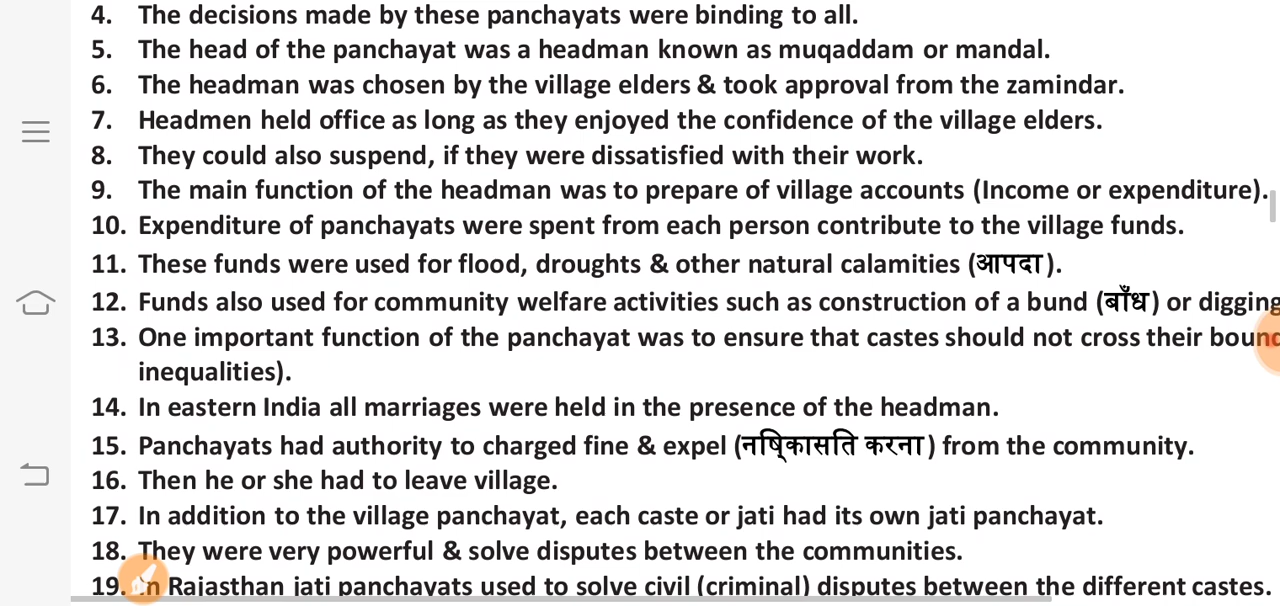 4. The decisions made by these panchayats were binding to all.
5. The head of the panchayat was a headman known as muqaddam or mandal.
6. The headman was chosen by the village elders & took approval from the zamindar.
7. Headmen held office as long as they enjoyed the confidence of the village elders.
8. They could also suspend, if they were dissatisfied with their work.
9. The main function of the headman was to prepare of village accounts (Income or expenditure).
10. Expenditure of panchayats were spent from each person contribute to the village funds.
11. These funds were used for flood, droughts & other natural calamities (आपदा).
12. Funds also used for community welfare activities such as construction of a bund (बाँध) or digging
13. One important function of the panchayat was to ensure that castes should not cross their
inequalities).
14. In eastern India all marriages were held in the presence of the headman.
15. Panchayats had authority to charged fine & expel (नष्किासति करना) from the community.
16. Then he or she had to leave village.
17. In addition to the village panchayat, each caste or jati had its own jati panchayat.
18. They were very powerful & solve disputes between the communities.
19. In Rajasthan jati panchayats used to solve civil (criminal) disputes between the different castes.